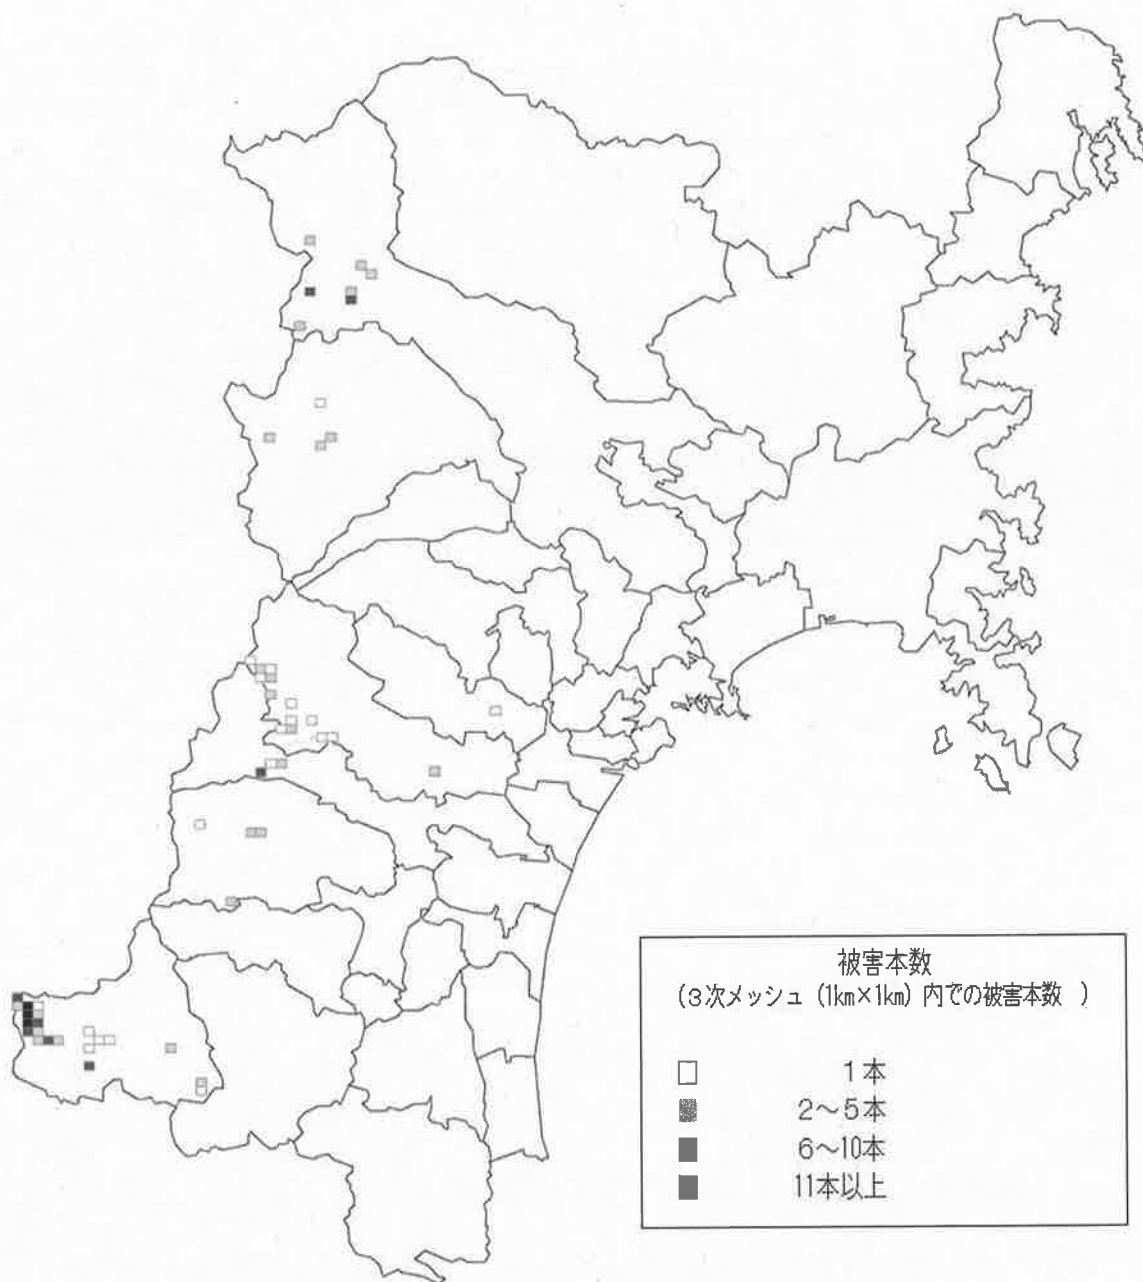 被害本数
(3次メッシュ (1km×1km) 内での被害本数 )
1本
2~5本
6~10本
11本以上